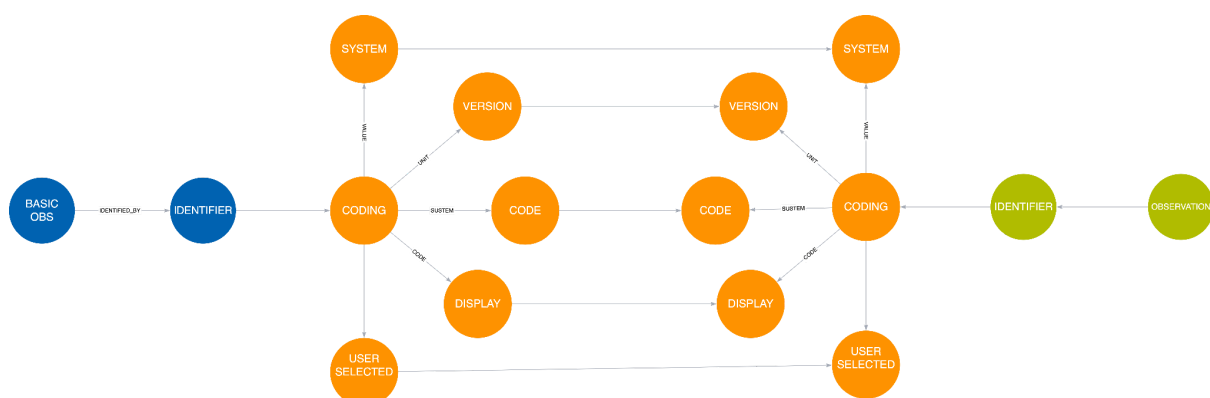 SYSTEM
SYSTEM
VERSION
VERSION
VALUE
VALUE
UNIT
UNIT
BASIC
OBS
IDENTIFIED_BY
IDENTIFIER
CODING
SUSTEM
CODE
CODE
SUSTEM
CODING
IDENTIFIER
OBSERVATION
CODE
CODE
DISPLAY
DISPLAY
USER
SELECTED
USER
SELECTED